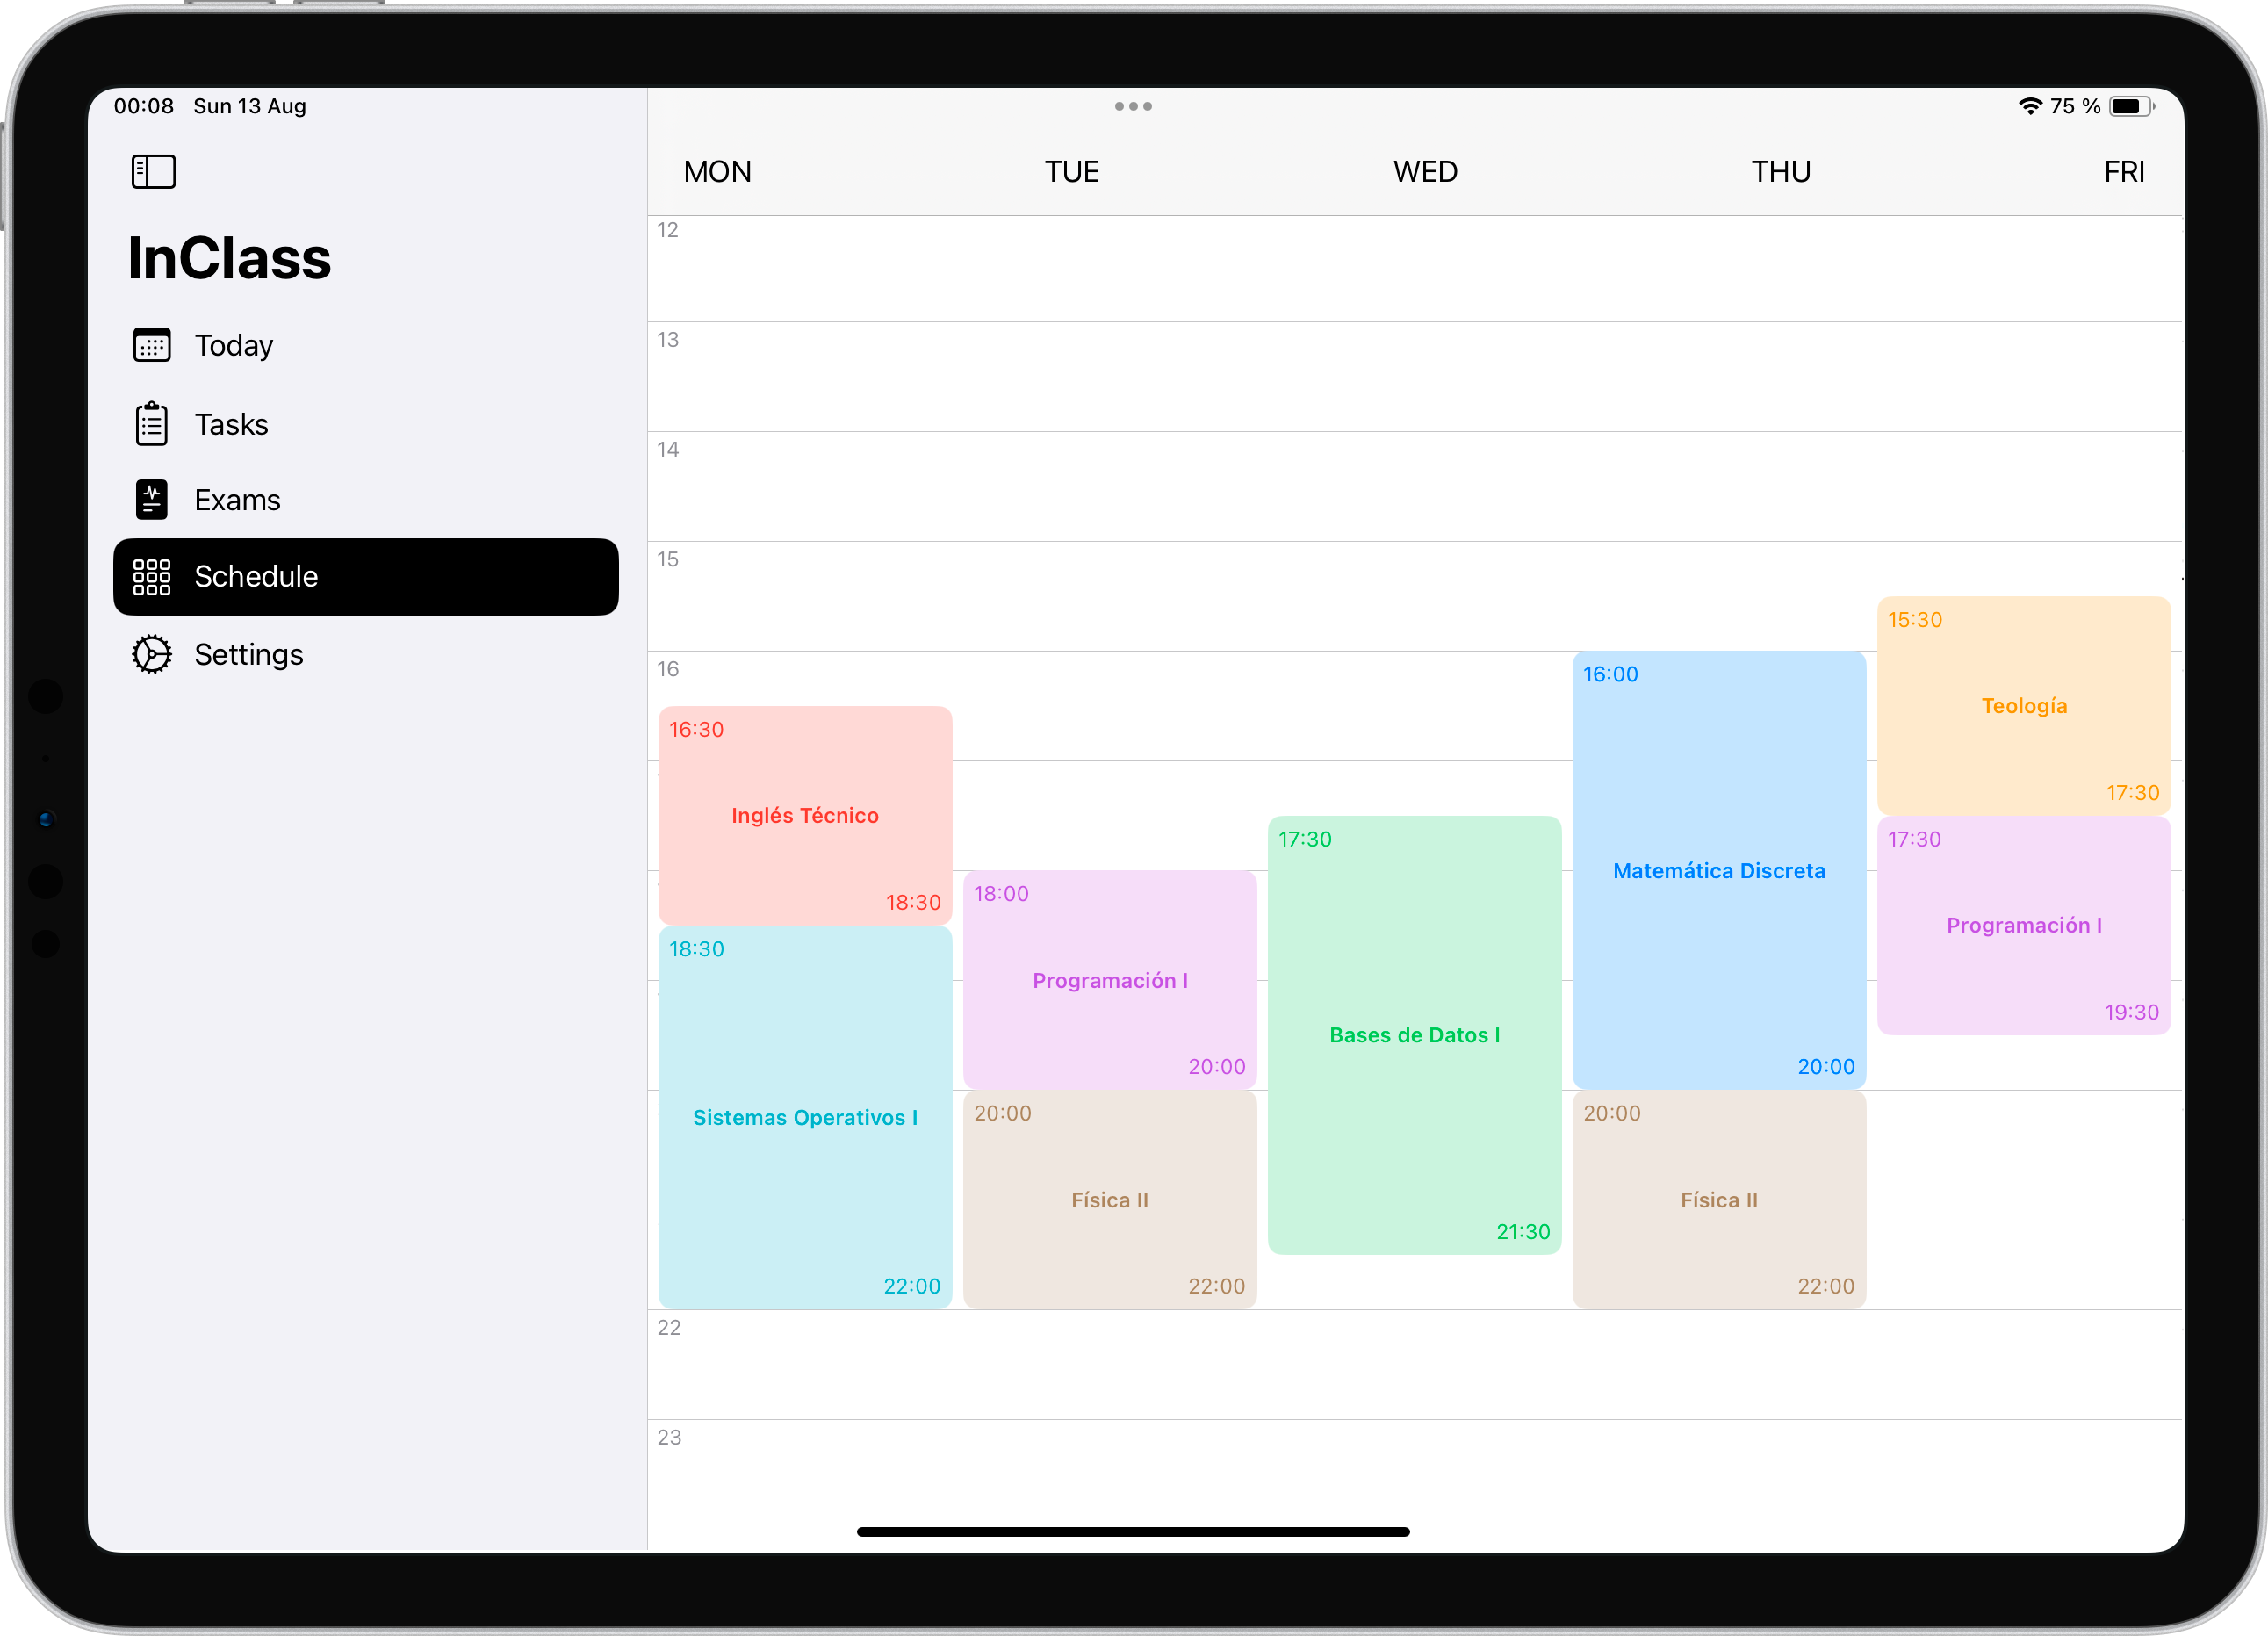 00:08 Sun 13 Aug
75 %
InClass
Today
Tasks
Exams
Schedule
Settings
MON TUE WED THU FRI
12
13
14
15
16
16:30
Inglés Técnico
18:30
18:30
Sistemas Operativos I
22:00
18:00
Programación I
20:00
20:00
Física II
22:00
17:30
Bases de Datos I
21:30
16:00
Matemática Discreta
20:00
20:00
Física II
22:00
15:30
Teología
17:30
17:30
Programación I
19:30
22
23